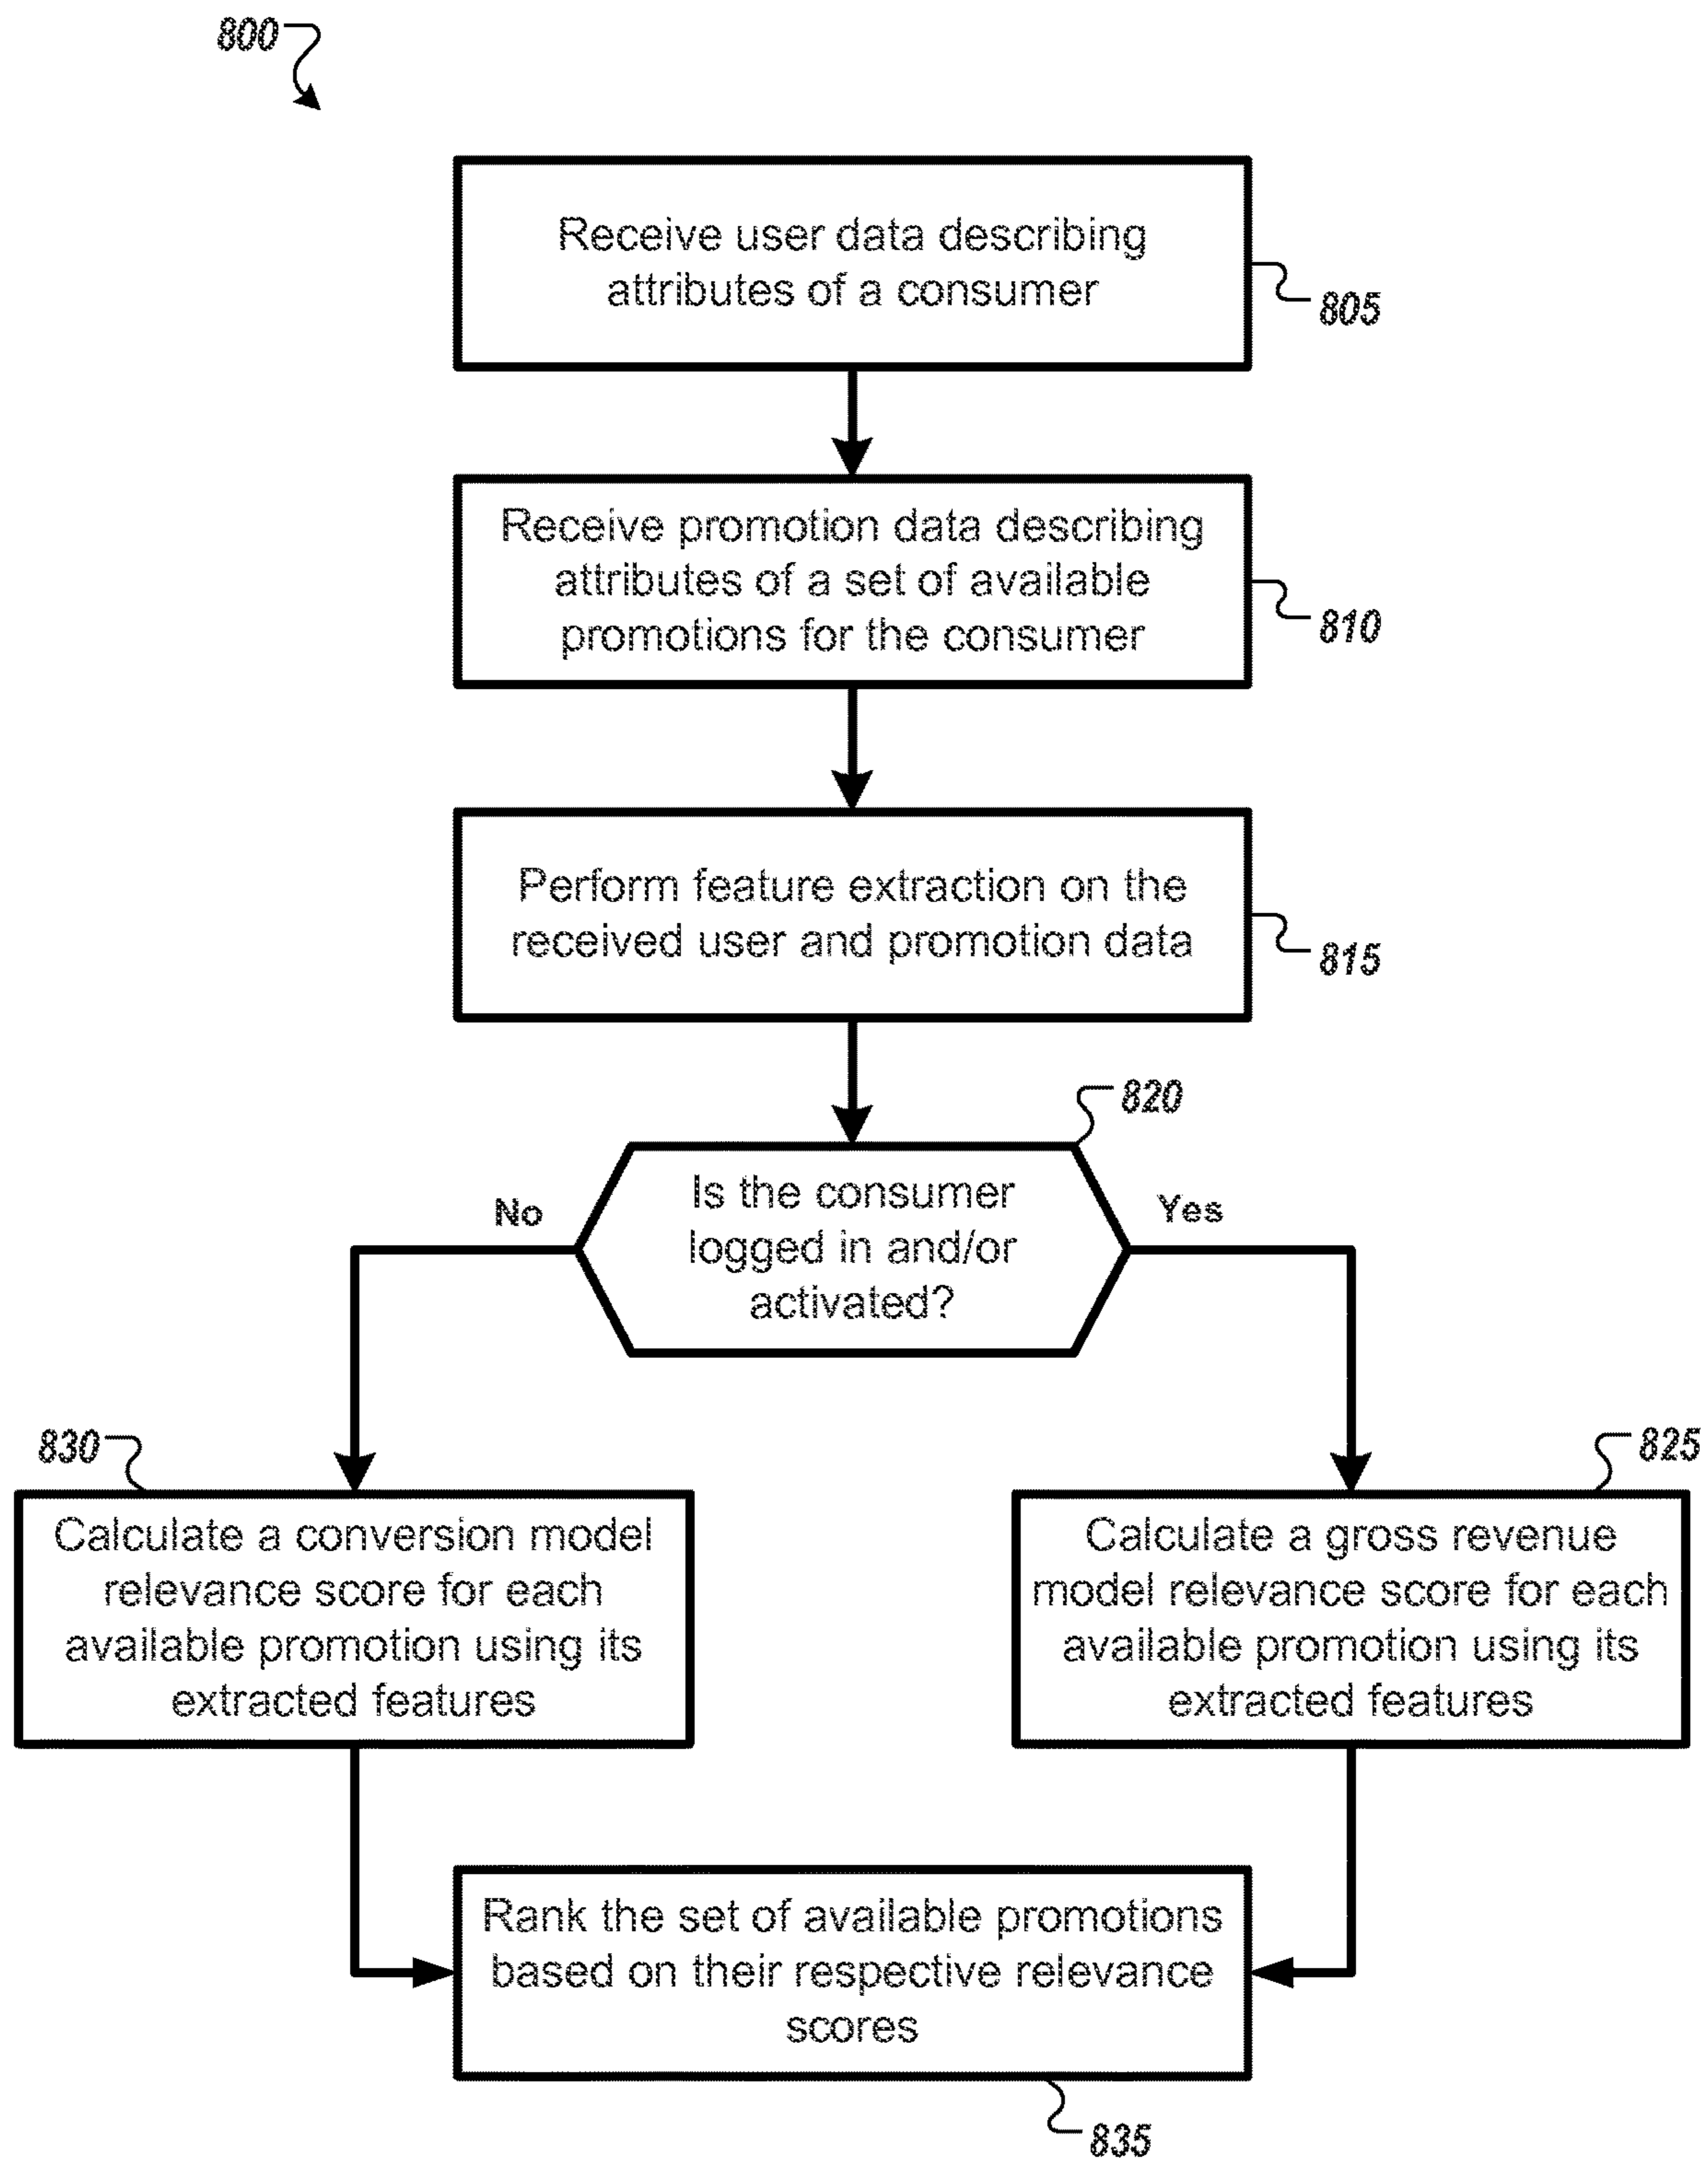 800
Receive user data describing
attributes of a consumer
805
Receive promotion data describing
attributes of a set of available
promotions for the consumer
810
Perform feature extraction on the
received user and promotion data
815
820
Is the consumer
logged in and/or
activated?
No
Yes
830
Calculate a conversion model
relevance score for each
available promotion using its
extracted features
825
Calculate a gross revenue
model relevance score for each
available promotion using its
extracted features
Rank the set of available promotions
based on their respective relevance
scores
835